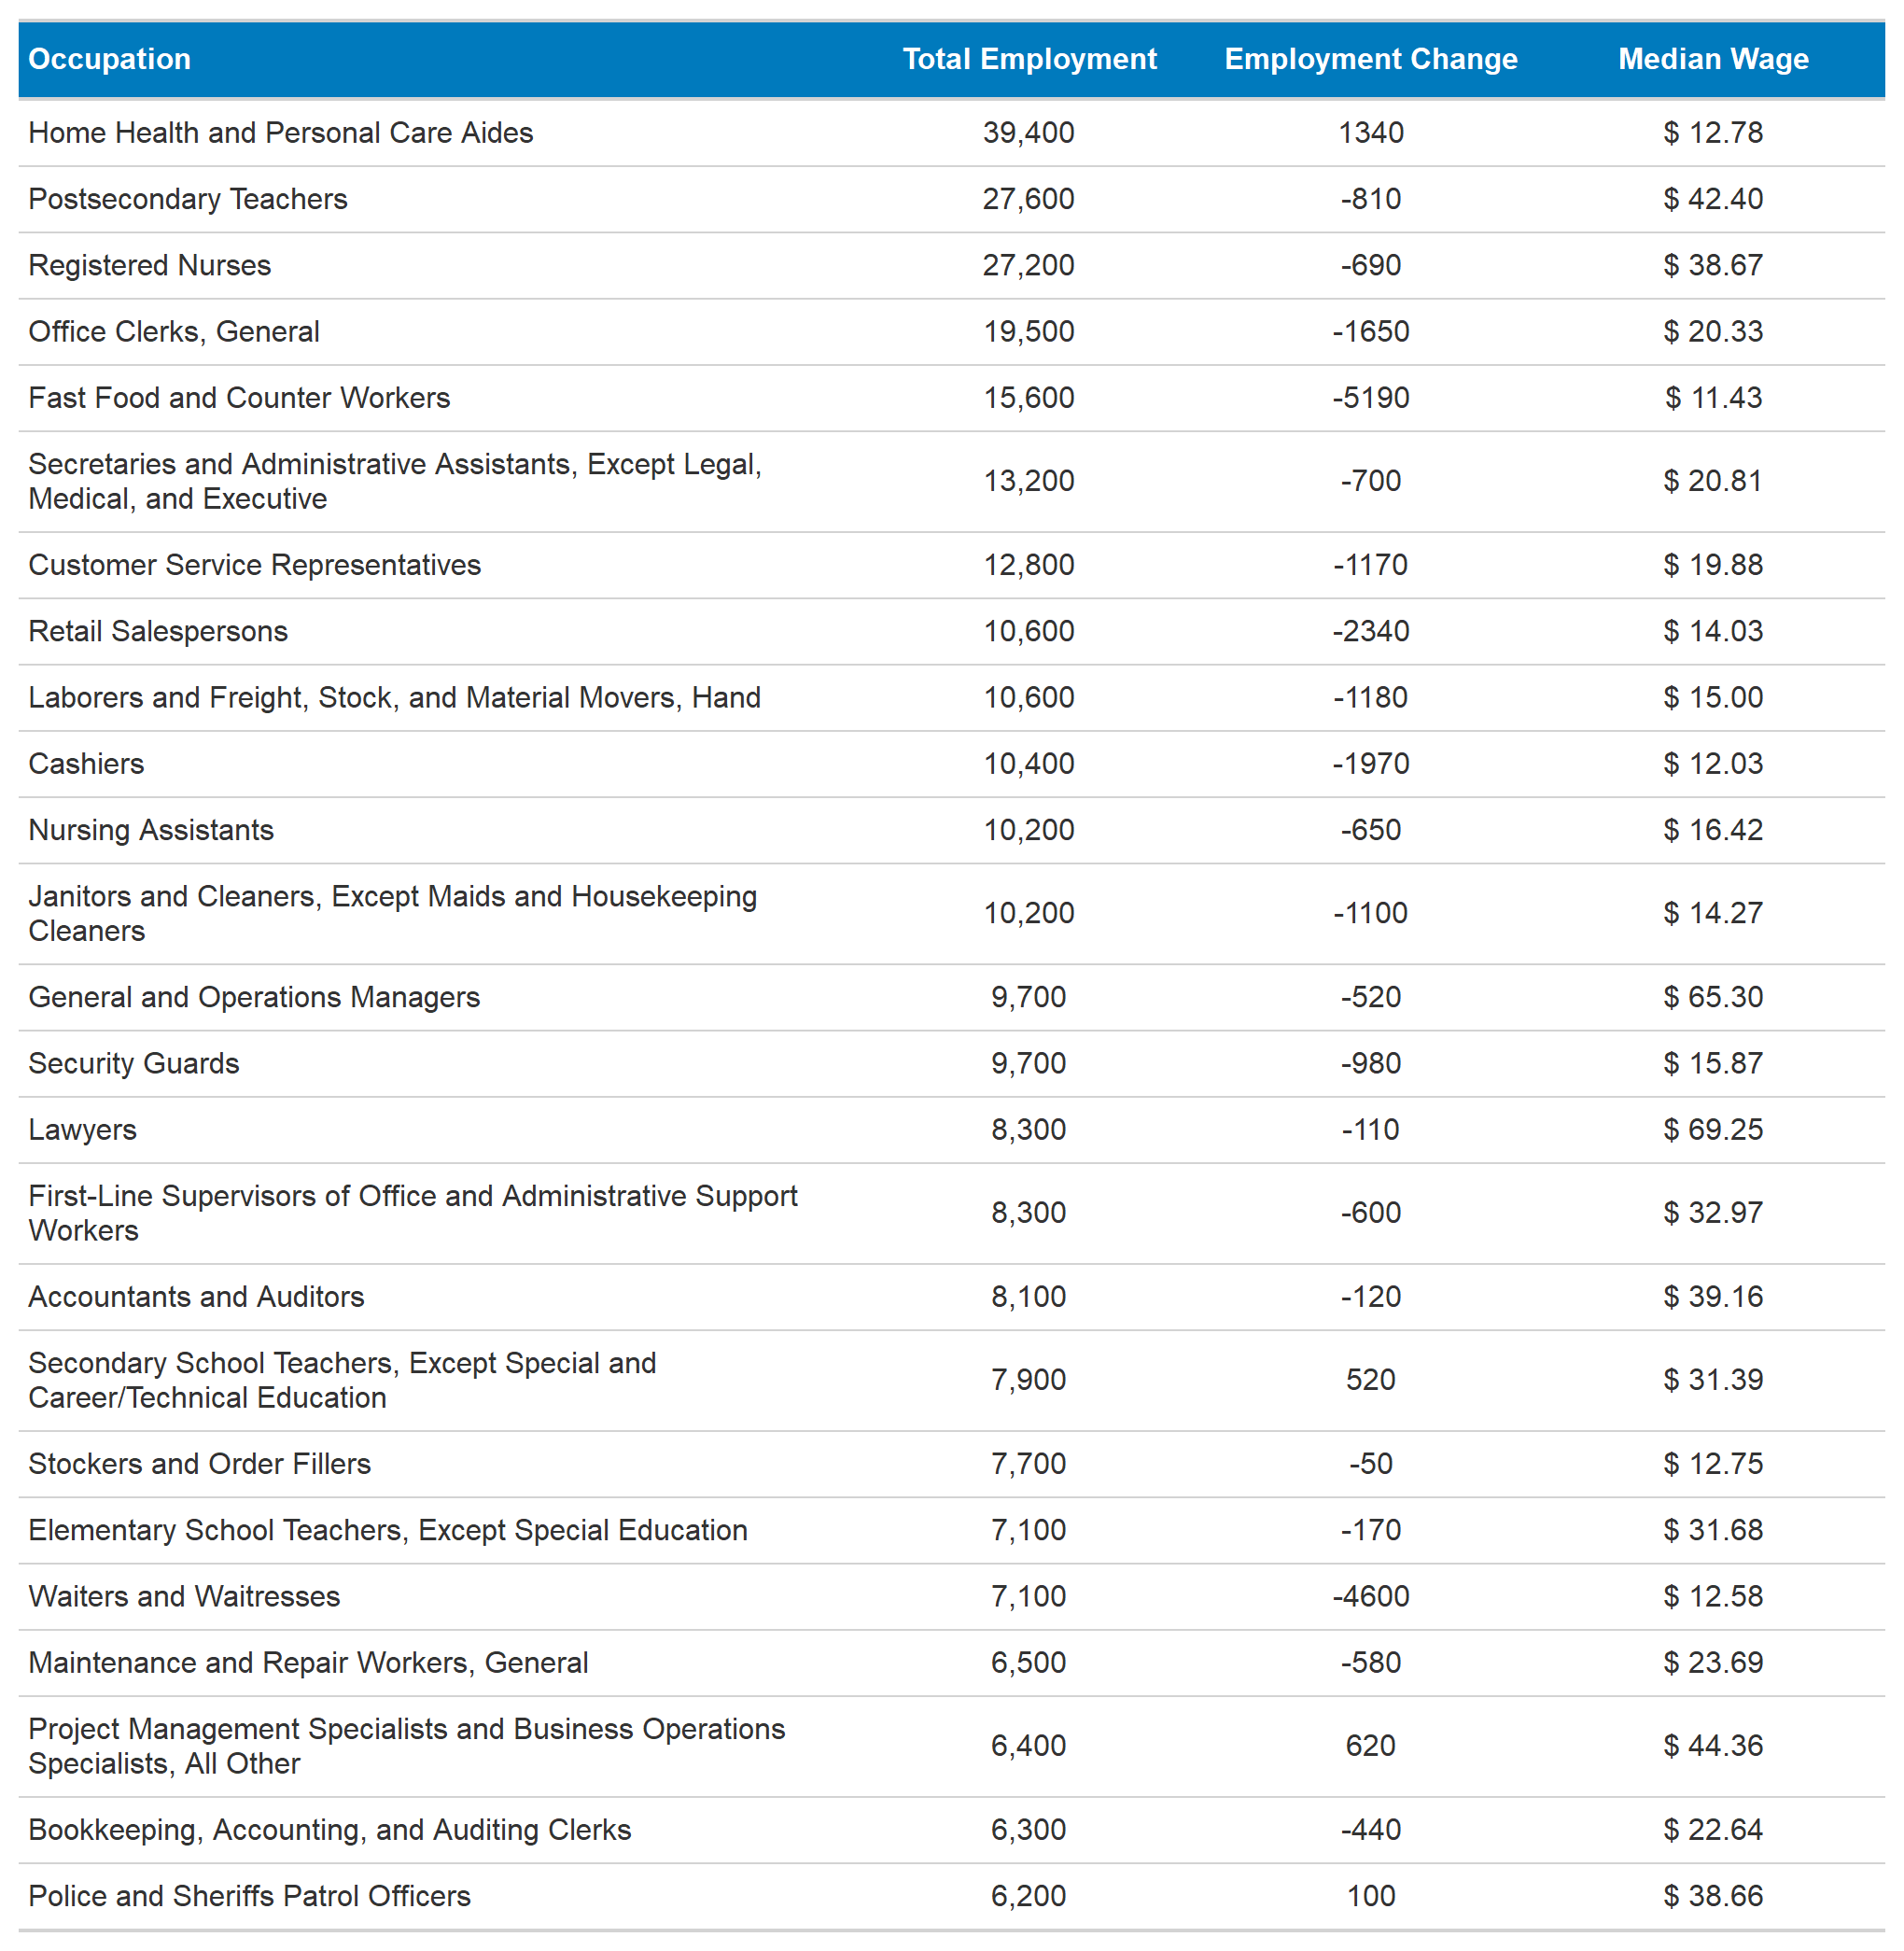 Occupation Total Employment Employment Change Median Wage
Home Health and Personal Care Aides 39,400 1340 $ 12.78
Postsecondary Teachers 27,600 -810 $ 42.40
Registered Nurses 27,200 -690 $ 38.67
Office Clerks, General 19,500 -1650 $ 20.33
Fast Food and Counter Workers 15,600 -5190 $ 11.43
Secretaries and Administrative Assistants, Except Legal,
Medical, and Executive 13,200 -700 $ 20.81
Customer Service Representatives 12,800 -1170 $ 19.88
Retail Salespersons 10,600 -2340 $ 14.03
Laborers and Freight, Stock, and Material Movers, Hand 10,600 -1180 $ 15.00
Cashiers 10,400 -1970 $ 12.03
Nursing Assistants 10,200 -650 $ 16.42
Janitors and Cleaners, Except Maids and Housekeeping
Cleaners 10,200 -1100 $ 14.27
General and Operations Managers 9,700 -520 $ 65.30
Security Guards 9,700 -980 $ 15.87
Lawyers 8,300 -110 $ 69.25
First-Line Supervisors of Office and Administrative Support
Workers 8,300 -600 $ 32.97
Accountants and Auditors 8,100 -120 $ 39.16
Secondary School Teachers, Except Special and
Career/Technical Education 7,900 520 $ 31.39
Stockers and Order Fillers 7,700 -50 $ 12.75
Elementary School Teachers, Except Special Education 7,100 -170 $ 31.68
Waiters and Waitresses 7,100 -4600 $ 12.58
Maintenance and Repair Workers, General 6,500 -580 $ 23.69
Project Management Specialists and Business Operations
Specialists, All Other 6,400 620 $ 44.36
Bookkeeping, Accounting, and Auditing Clerks 6,300 -440 $ 22.64
Police and Sheriffs Patrol Officers 6,200 100 $ 38.66